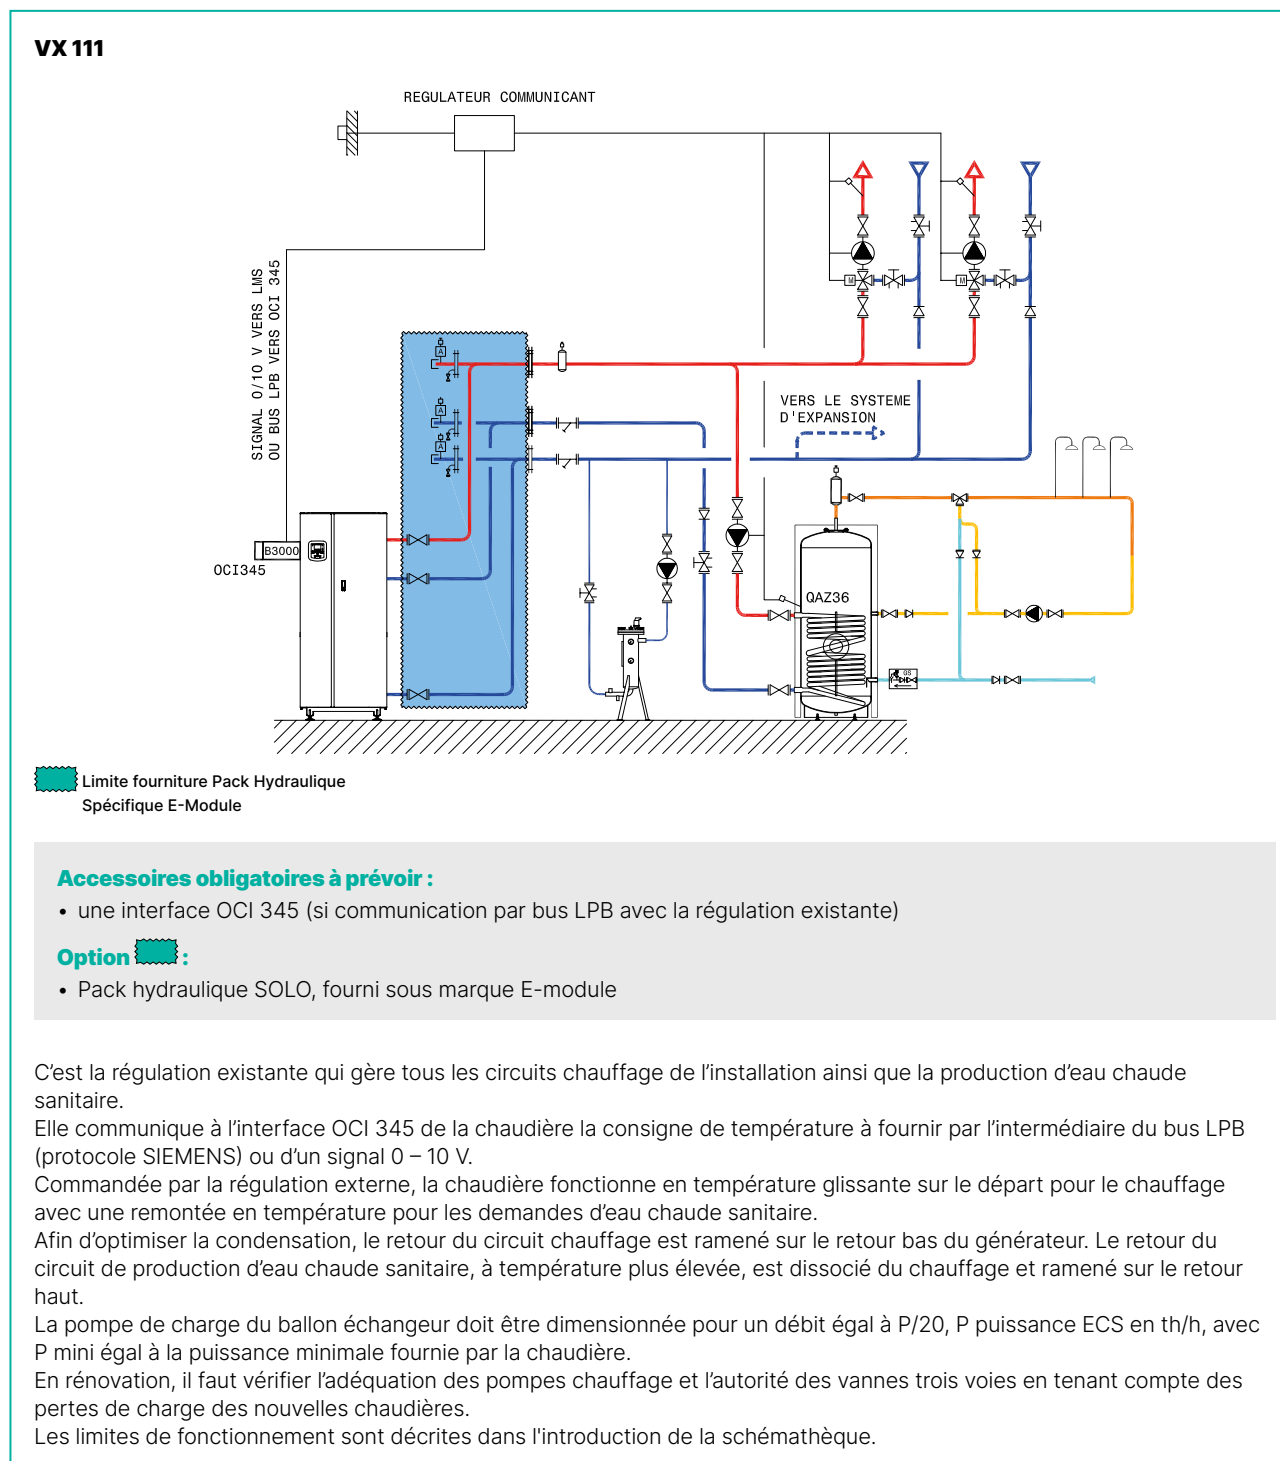 VX 111
REGULATEUR COMMUNICANT
SIGNAL 0/10 V VERS LMS
OU BUS LPB VERS OCI 345
M
M
A
A
A
VERS LE SYSTEME
D'EXPANSION
B3000
OCI345
QAZ36
GS
Limite fourniture Pack Hydraulique
Spécifique E-Module
Accessoires obligatoires à prévoir :
• une interface OCI 345 (si communication par bus LPB avec la régulation existante)
Option :
• Pack hydraulique SOLO, fourni sous marque E-module
C’est la régulation existante qui gère tous les circuits chauffage de l’installation ainsi que la production d’eau chaude
sanitaire.
Elle communique à l’interface OCI 345 de la chaudière la consigne de température à fournir par l’intermédiaire du bus LPB
(protocole SIEMENS) ou d’un signal 0 – 10 V.
Commandée par la régulation externe, la chaudière fonctionne en température glissante sur le départ pour le chauffage
avec une remontée en température pour les demandes d’eau chaude sanitaire.
Afin d’optimiser la condensation, le retour du circuit chauffage est ramené sur le retour bas du générateur. Le retour du
circuit de production d’eau chaude sanitaire, à température plus élevée, est dissocié du chauffage et ramené sur le retour
haut.
La pompe de charge du ballon échangeur doit être dimensionnée pour un débit égal à P/20, P puissance ECS en th/h, avec
P mini égal à la puissance minimale fournie par la chaudière.
En rénovation, il faut vérifier l’adéquation des pompes chauffage et l’autorité des vannes trois voies en tenant compte des
pertes de charge des nouvelles chaudières.
Les limites de fonctionnement sont décrites dans l'introduction de la schémathèque.